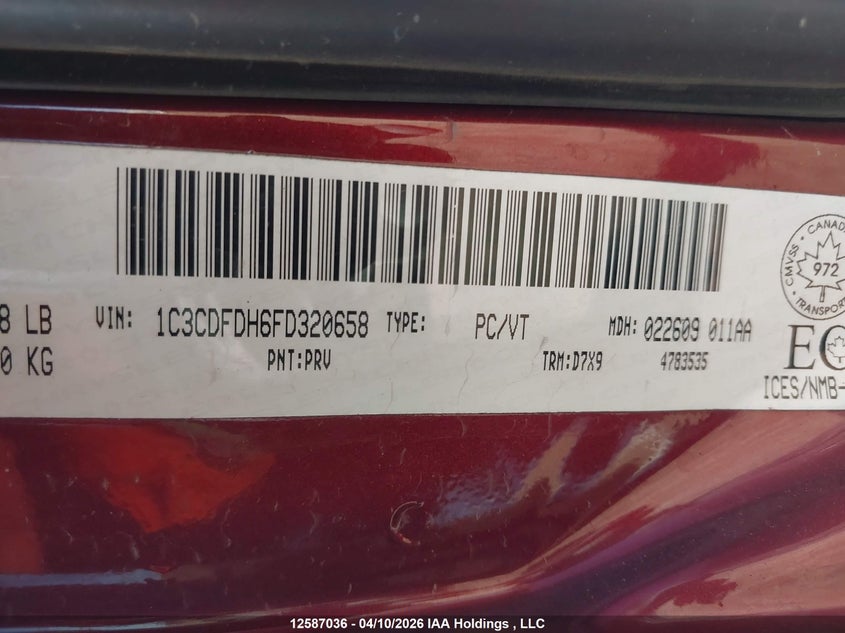 8 LB VIN: 1C3CDFDH6FD320658 TYPE: PC/VT MDH: 022609 011AA
0 KG PNT:PRV TRM:D7X9 4783535
CMVSS CANADA
972
TRANSPORT
ICES/NMB-
12587036 - 04/10/2026 IAA Holdings , LLC